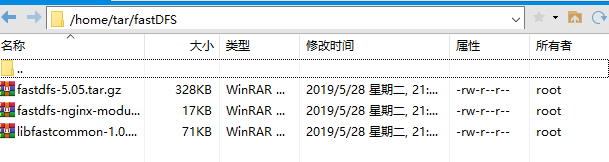 /home/tar/fastDFS
名称 大小 类型 修改时间 属性 所有者
..
fastdfs-5.05.tar.gz 328KB WinRAR ... 2019/5/28 星期二, 21:... -rw-r--r-- root
fastdfs-nginx-modu... 17KB WinRAR ... 2019/5/28 星期二, 21:... -rw-r--r-- root
libfastcommon-1.0.... 71KB WinRAR ... 2019/5/28 星期二, 21:... -rw-r--r-- root